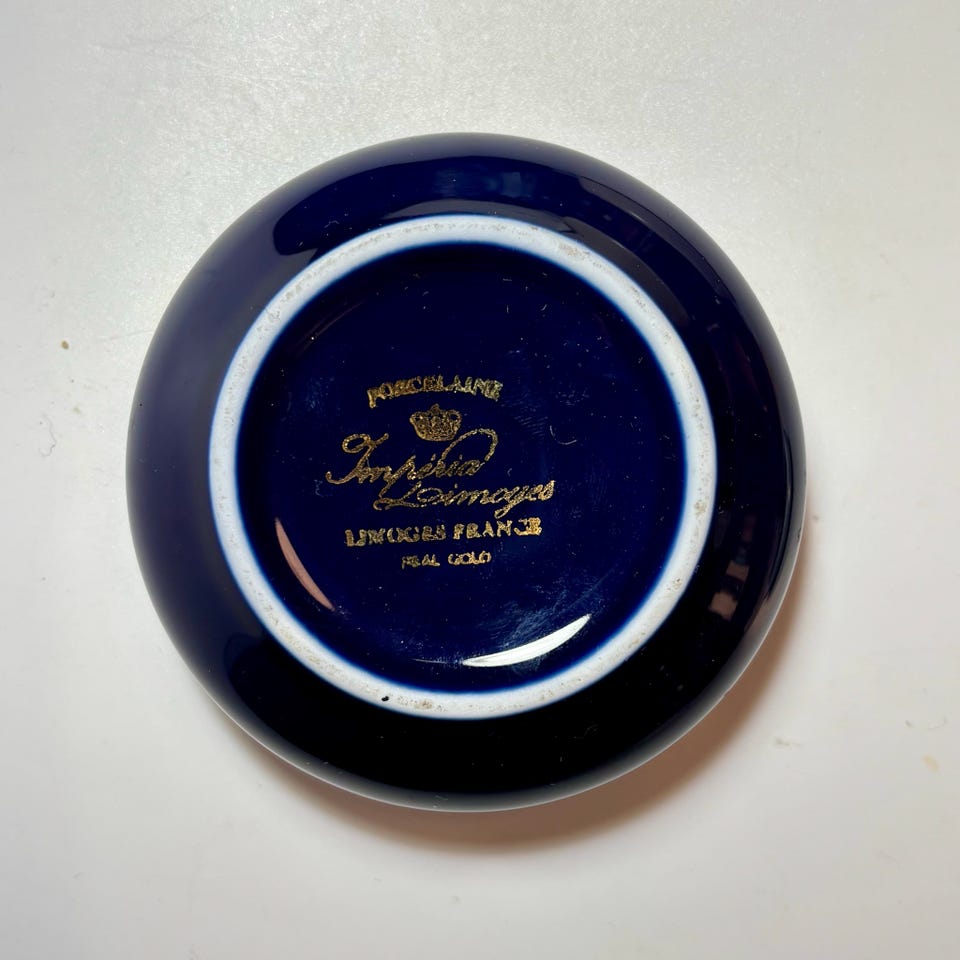 PORCELAINE
Impéria
Limoges
LIMOGES FRANCE
REAL GOLD